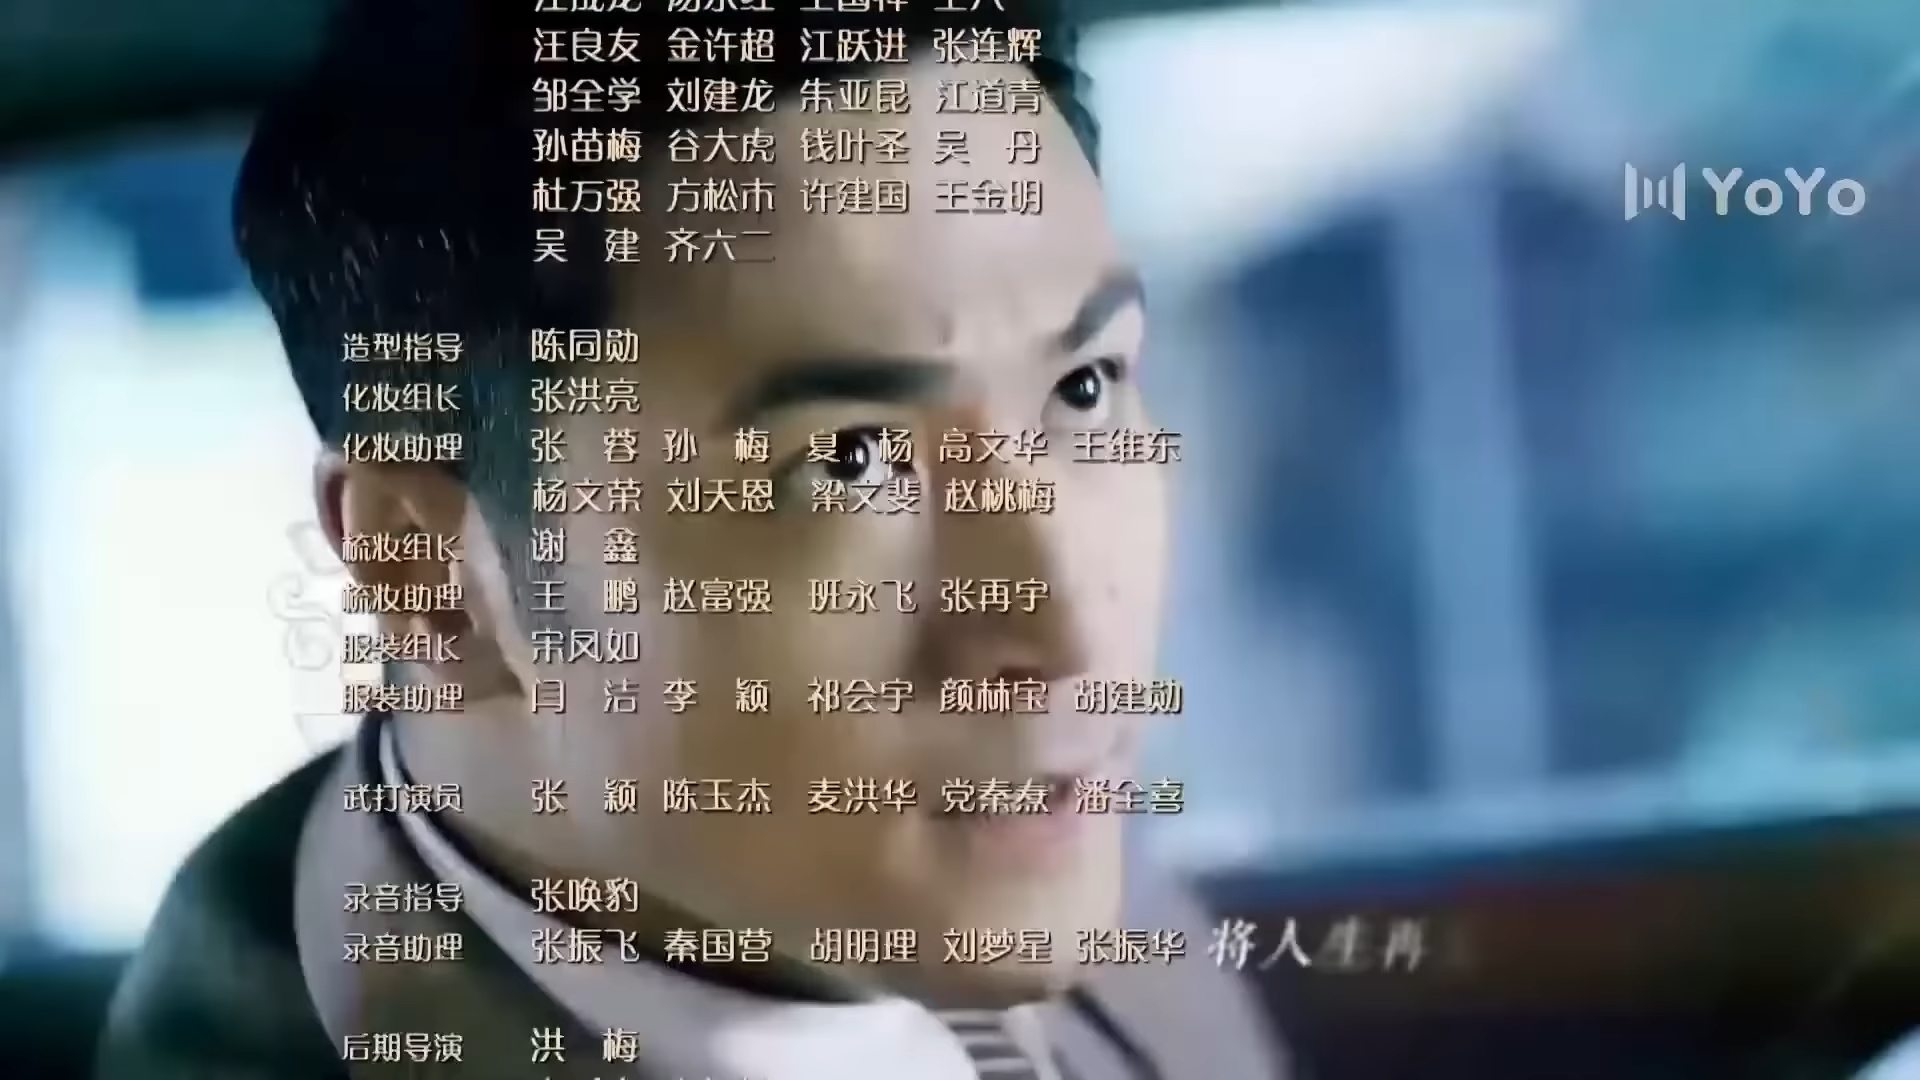 汪良友 金许超 江跃进 张连辉
邹全学 刘建龙 朱亚昆 江道青
孙苗梅 谷大虎 钱叶圣 吴 丹
杜万强 方松市 许建国 王金明
YoYo
吴 建 齐六二
造型指导 陈同勋
化妆组长 张洪亮
化妆助理 张 蓉 孙 梅 夏 杨 高文华 王维东
杨文荣 刘天恩 梁文斐 赵桃梅
梳妆组长 谢 鑫
梳妆助理 王 鹏 赵富强 班永飞 张再宇
服装组长 宋凤如
服装助理 闫 洁 李 颖 祁会宇 颜林宝 胡建勋
武打演员 张 颖 陈玉杰 麦洪华 党秦焘 潘全喜
录音指导 张唤豹
录音助理 张振飞 秦国营 胡明理 刘梦星 张振华
将人生再
后期导演 洪 梅